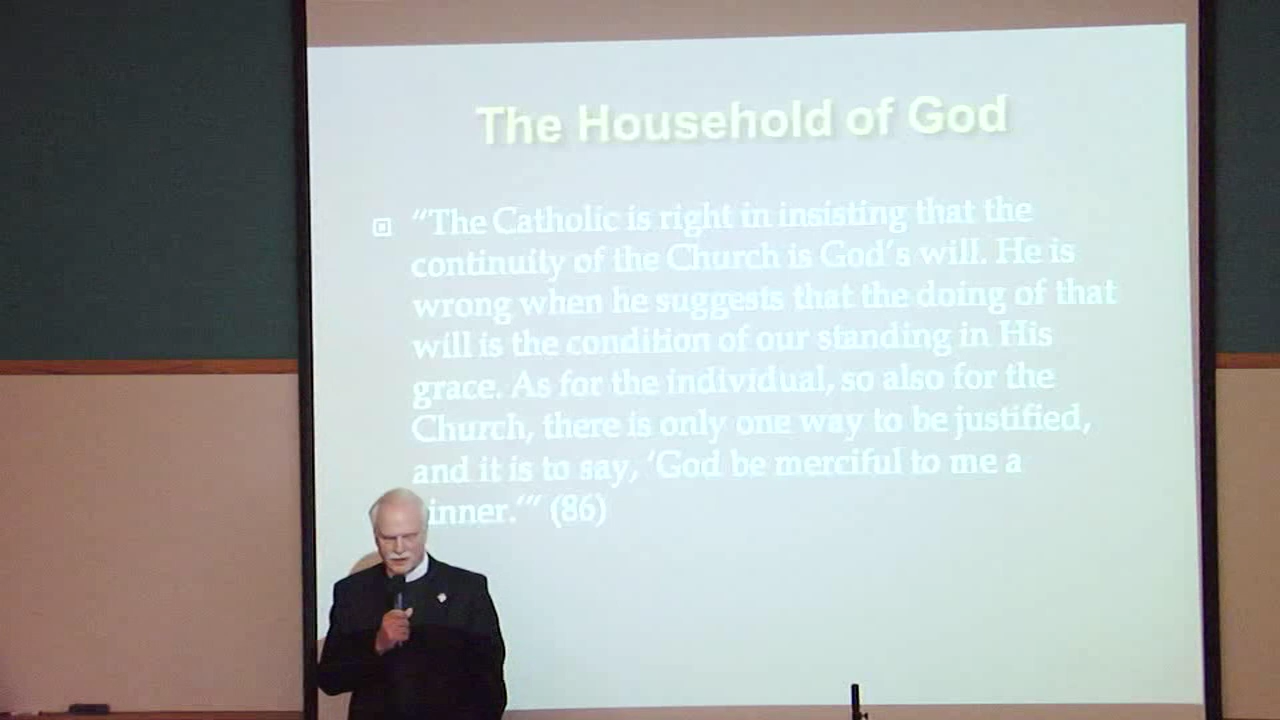 The Household of God
“The Catholic is right in insisting that the
continuity of the Church is God's will. He is
wrong when he suggests that the doing of that
will is the condition of our standing in His
grace. As for the individual, so also for the
Church, there is only one way to be justified,
and it is to say, ‘God be merciful to me a
inner.’” (86)